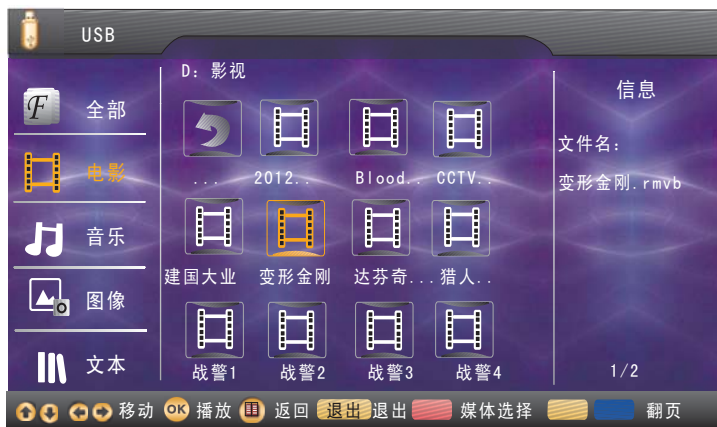 USB
D: 影视
信息
F 全部
电影
音乐
图像
文本
... 2012.. Blood.. CCTV..
建国大业 变形金刚 达芬奇... 猎人..
战警1 战警2 战警3 战警4
文件名:
变形金刚.rmvb
1/2
移动 OK 播放 返回 退出 退出 媒体选择 翻页